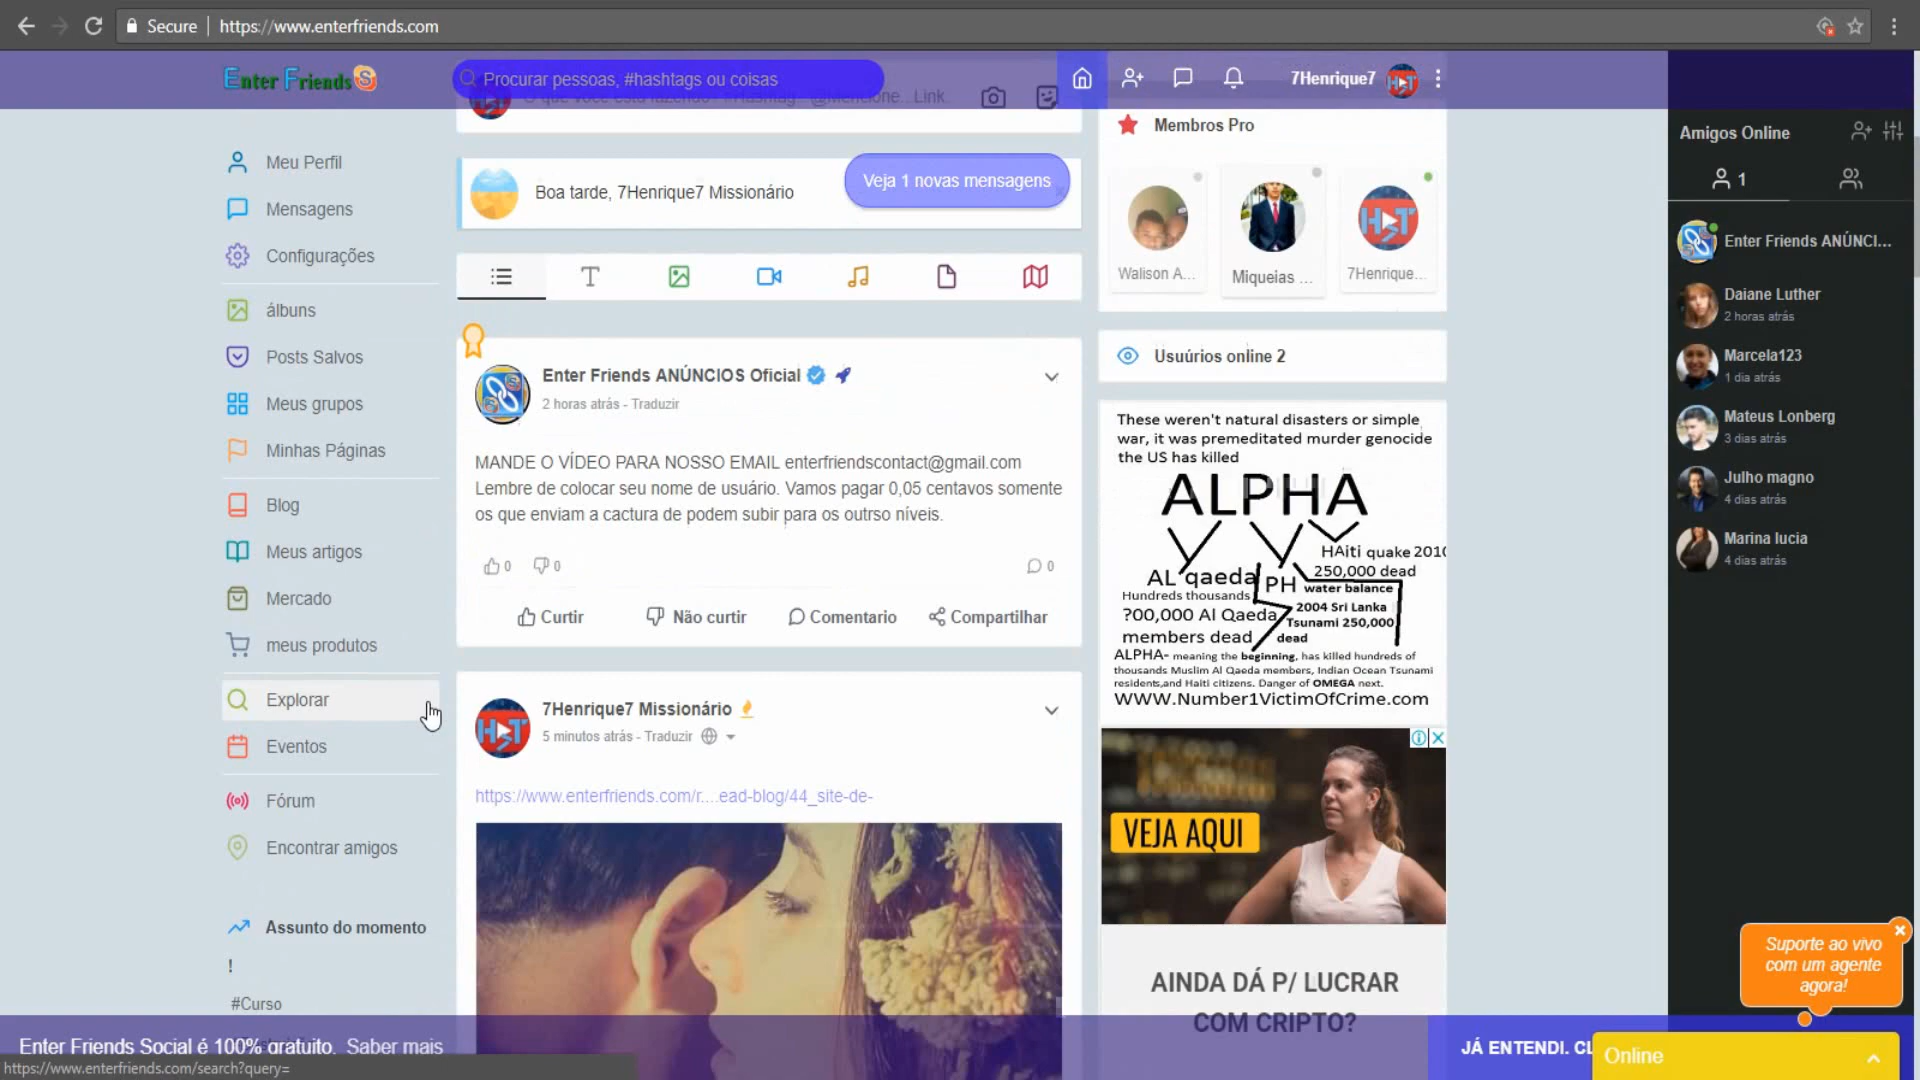 Secure
https://www.enterfriends.com
Enter Friends
Procurar pessoas, #hashtags ou coisas
7Henrique7
Meu Perfil
Mensagens
Configurações
álbuns
Posts Salvos
Meus grupos
Minhas Páginas
Blog
Meus artigos
Mercado
meus produtos
Explorar
Eventos
Fórum
Encontrar amigos
Assunto do momento
!
#Curso
Boa tarde, 7Henrique7 Missionário
Veja 1 novas mensagens
Enter Friends ANÚNCIOS Oficial
2 horas atrás - Traduzir
MANDE O VÍDEO PARA NOSSO EMAIL enterfriendscontact@gmail.com
Lembre de colocar seu nome de usuário. Vamos pagar 0,05 centavos somente
os que enviam a cactura de podem subir para os outrso níveis.
0 0 0
Curtir Não curtir Comentario Compartilhar
7Henrique7 Missionário
5 minutos atrás - Traduzir
https://www.enterfriends.com/r....ead-blog/44_site-de-
Membros Pro
Walison A... Miqueias ... 7Henrique...
Usuúrios online 2
These weren't natural disasters or simple
war, it was premeditated murder genocide
the US has killed
ALPHA
HAiti quake 2010
250,000 dead
AL qaeda
PH
water balance
Hundreds thousands
?00,000 Al Qaeda
members dead
2004 Sri Lanka
Tsunami 250,000
dead
ALPHA- meaning the beginning, has killed hundreds of
thousands Muslim Al Qaeda members, Indian Ocean Tsunami
residents,and Haiti citizens. Danger of OMEGA next.
WWW.Number1VictimOfCrime.com
VEJA AQUI
AINDA DÁ P/ LUCRAR
COM CRIPTO?
Amigos Online
1
Enter Friends ANÚNCI...
Daiane Luther
2 horas atrás
Marcela123
1 dia atrás
Mateus Lonberg
3 dias atrás
Julho magno
4 dias atrás
Marina lucia
4 dias atrás
Suporte ao vivo
com um agente
agora!
Enter Friends Social é 100% gratuito. Saber mais
JÁ ENTENDI. CL
Online
https://www.enterfriends.com/search?query=